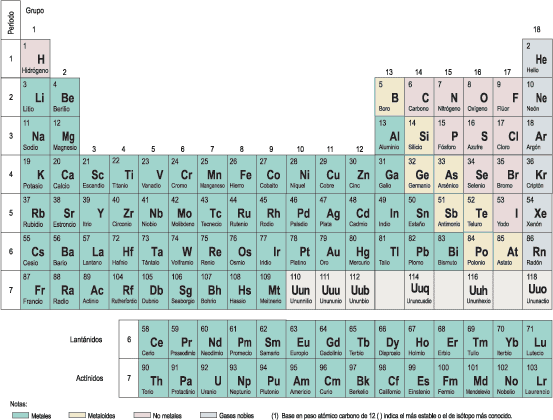 Periodo
Grupo
1 18
1 2
1 H He
Hidrógeno 2 13 14 15 16 17 Helio
3 4 5 6 7 8 9 10
2 Li Be B C N O F Ne
Litio Berilio Boro Carbono Nitrógeno Oxígeno Flúor Neón
11 12 13 14 15 16 17 18
3 Na Mg Al Si P S Cl Ar
Sodio Magnesio 3 4 5 6 7 8 9 10 11 12 Aluminio Silicio Fósforo Azufre Cloro Argón
19 20 21 22 23 24 25 26 27 28 29 30 31 32 33 34 35 36
4 K Ca Sc Ti V Cr Mn Fe Co Ni Cu Zn Ga Ge As Se Br Kr
Potasio Calcio Escandio Titanio Vanadio Cromo Manganeso Hierro Cobalto Niquel Cobre Zinc Galio Germanio Arsénico Selenio Bromo Criptón
37 38 39 40 41 42 43 44 45 46 47 48 49 50 51 52 53 54
5 Rb Sr Y Zr Nb Mo Tc Ru Rh Pd Ag Cd In Sn Sb Te I Xe
Rubidio Estroncio Itrio Zirconio Niobio Molibdeno Tecnecio Rutenio Rodio Paladio Plata Cadmio Indio Estaño Antimonio Teluro Yodo Xenón
55 56 57 72 73 74 75 76 77 78 79 80 81 82 83 84 85 86
6 Cs Ba La Hf Ta W Re Os Ir Pt Au Hg Tl Pb Bi Po At Rn
Cesio Bario Lantano Hafnio Tántalo Wolframio Renio Osmio Iridio Platino Oro Mercurio Talio Plomo Bismuto Polonio Astato Radón
87 88 89 104 105 106 107 108 109 110 111 112 114 116 118
7 Fr Ra Ac Rf Db Sg Bh Hs Mt Uun Uuu Uub Uuq Uuh Uuo
Francio Radio Actinio Rutherfordio Dubnio Seaborgio Bohrio Hassio Meitnerio Ununnilio Unununio Ununbio Ununcuadio Ununhexio
58 59 60 61 62 63 64 65 66 67 68 69 70 71
Lantánidos 6 Ce Pr Nd Pm Sm Eu Gd Tb Dy Ho Er Tm Yb Lu
Cerio Praseodimio Neodimio Promecio Samario Europio Gadolinio Terbio Disprosio Holmio Erbio Tulio Iterbio Lutecio
90 91 92 93 94 95 96 97 98 99 100 101 102 103
Actínidos 7 Th Pa U Np Pu Am Cm Bk Cf Es Fm Md No Lr
Torio Protactinio Uranio Neptunio Plutonio Americio Curio Berkelio Californio Einstenio Fermio Mendelevio Nobelio Laurencio
Notas:
Metales Metaloides No metales Gases nobles (1) Base en peso atómico carbono de 12 ( ) indica el más estable o el de isótopo más conocido.